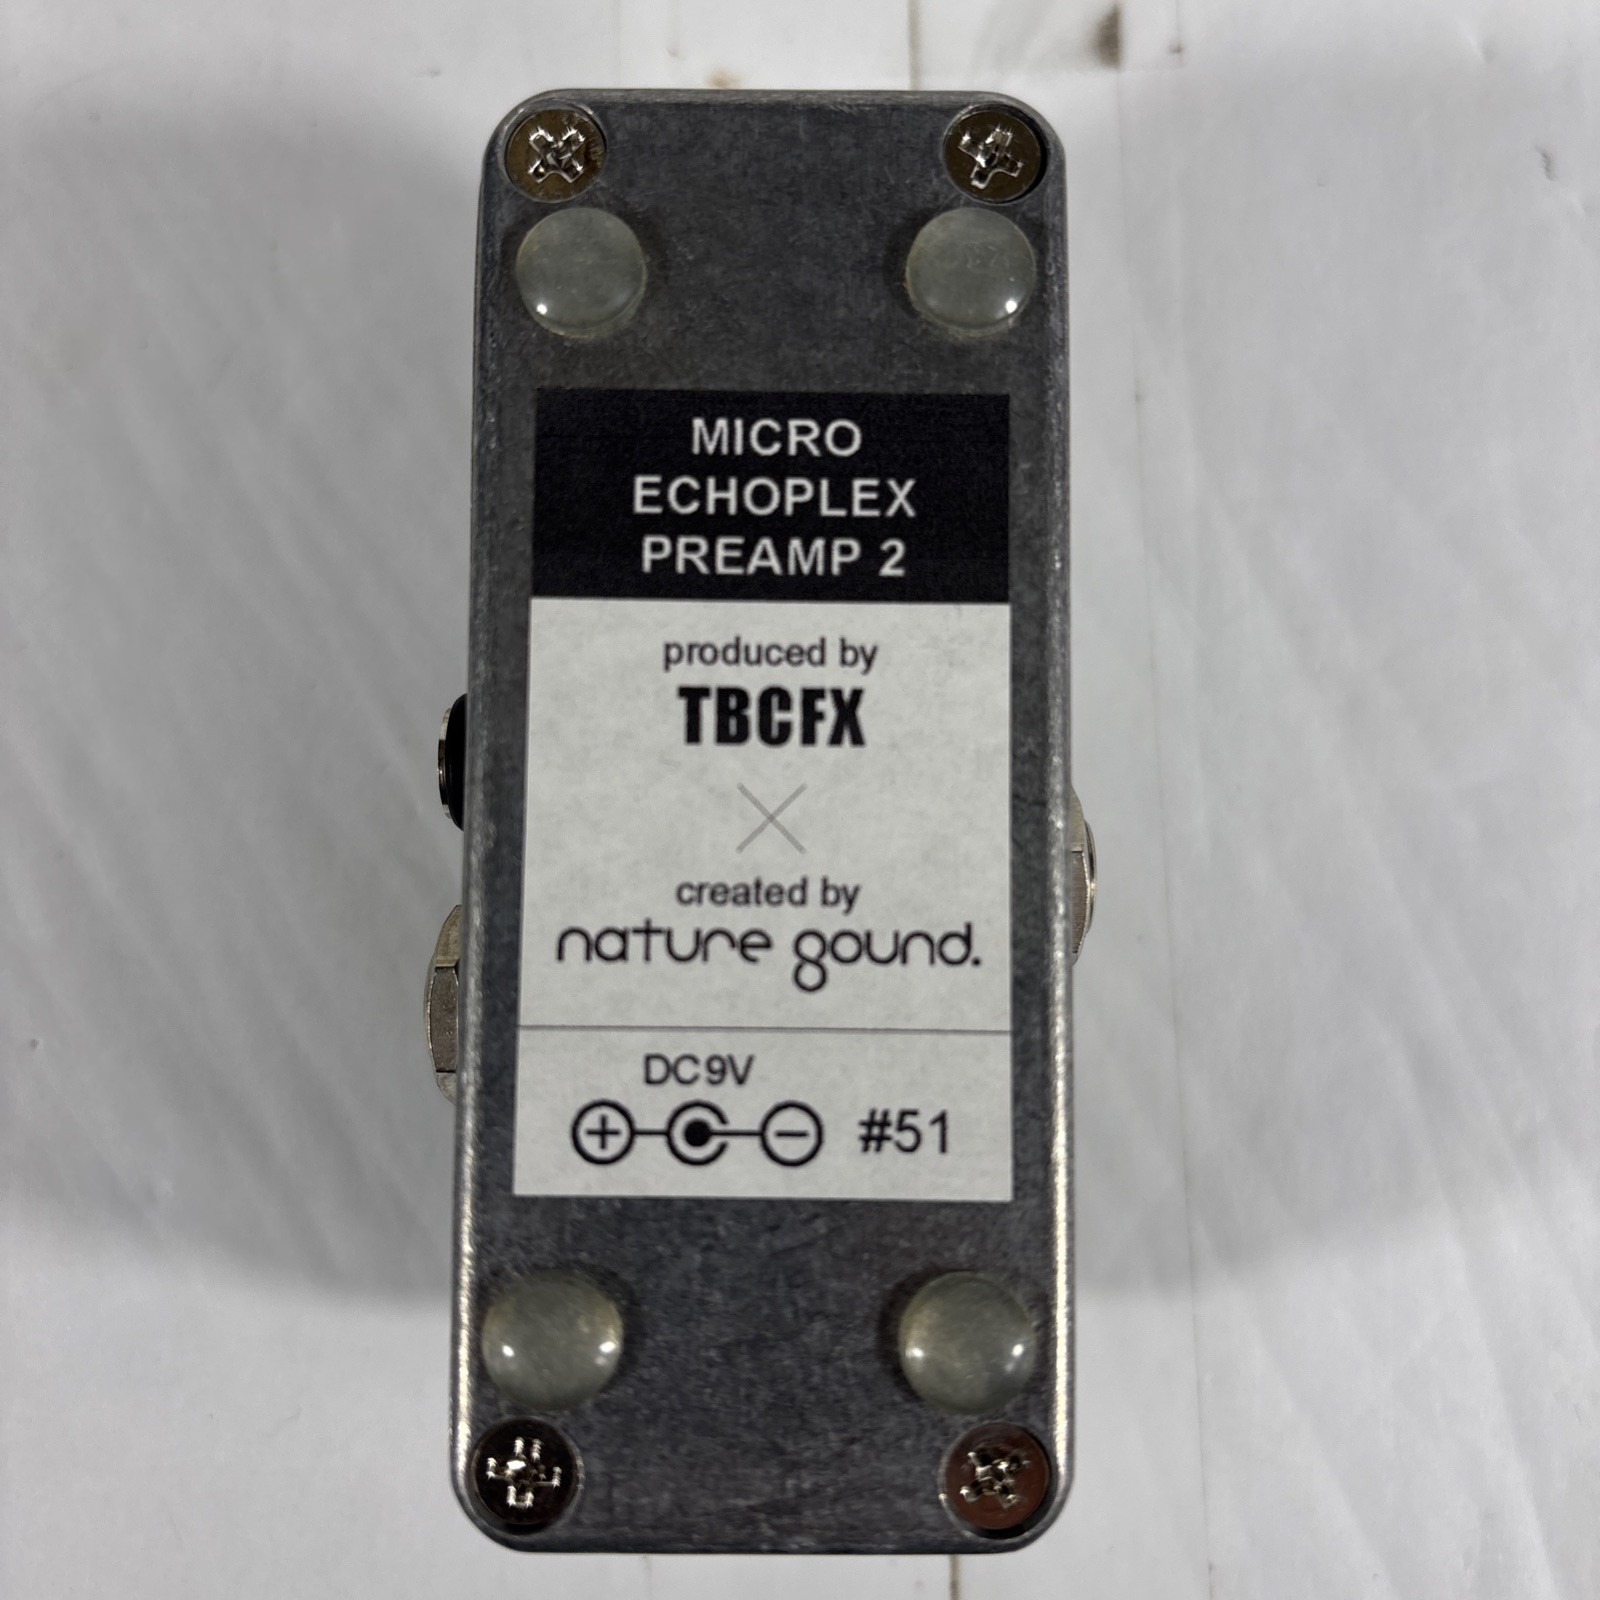 MICRO
ECHOPLEX
PREAMP 2
produced by
TBCFX
×
created by
nature gound.
DC9V
#51